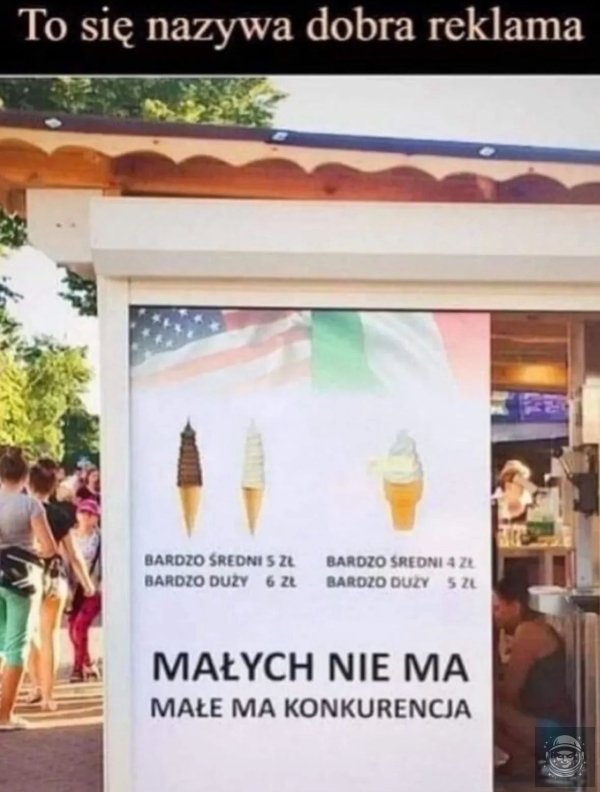 To się nazywa dobra reklama
BARDZO ŚREDNI 5 ZŁ
BARDZO DUŻY 6 ZŁ
BARDZO ŚREDNI 4 ZŁ
BARDZO DUŻY 5 ZŁ
MAŁYCH NIE MA
MAŁE MA KONKURENCJA